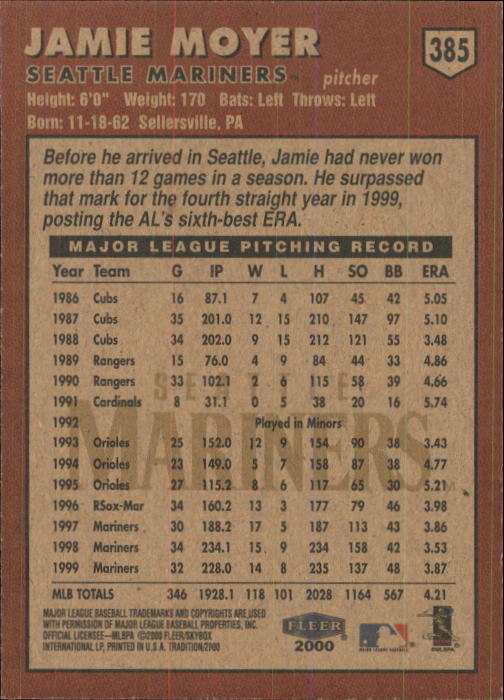 JAMIE MOYER
385
SEATTLE MARINERS™ pitcher
Height: 6'0" Weight: 170 Bats: Left Throws: Left
Born: 11-18-62 Sellersville, PA
Before he arrived in Seattle, Jamie had never won
more than 12 games in a season. He surpassed
that mark for the fourth straight year in 1999,
posting the AL's sixth-best ERA.
MAJOR LEAGUE PITCHING RECORD
Year Team G IP W L H SO BB ERA
1986 Cubs 16 87.1 7 4 107 45 42 5.05
1987 Cubs 35 201.0 12 15 210 147 97 5.10
1988 Cubs 34 202.0 9 15 212 121 55 3.48
1989 Rangers 15 76.0 4 9 84 44 33 4.86
1990 Rangers 33 102.1 2 6 115 58 39 4.66
1991 Cardinals 8 31.1 0 5 38 20 16 5.74
1992 Played in Minors
1993 Orioles 25 152.0 12 9 154 90 38 3.43
1994 Orioles 23 149.0 5 7 158 87 38 4.77
1995 Orioles 27 115.2 8 6 117 65 30 5.21
1996 RSox-Mar 34 160.2 13 3 177 79 46 3.98
1997 Mariners 30 188.2 17 5 187 113 43 3.86
1998 Mariners 34 234.1 15 9 234 158 42 3.53
1999 Mariners 32 228.0 14 8 235 137 48 3.87
MLB TOTALS 346 1928.1 118 101 2028 1164 567 4.21
SEATTLE
MARINERS
MAJOR LEAGUE BASEBALL TRADEMARKS AND COPYRIGHTS ARE USED
WITH PERMISSION OF MAJOR LEAGUE BASEBALL PROPERTIES, INC.
OFFICIAL LICENSEE—MLBPA ©2000 FLEER/SKYBOX
INTERNATIONAL LP, PRINTED IN U.S.A. TRADITION/2000
FLEER
2000
MAJOR LEAGUE BASEBALL
©MLBPA